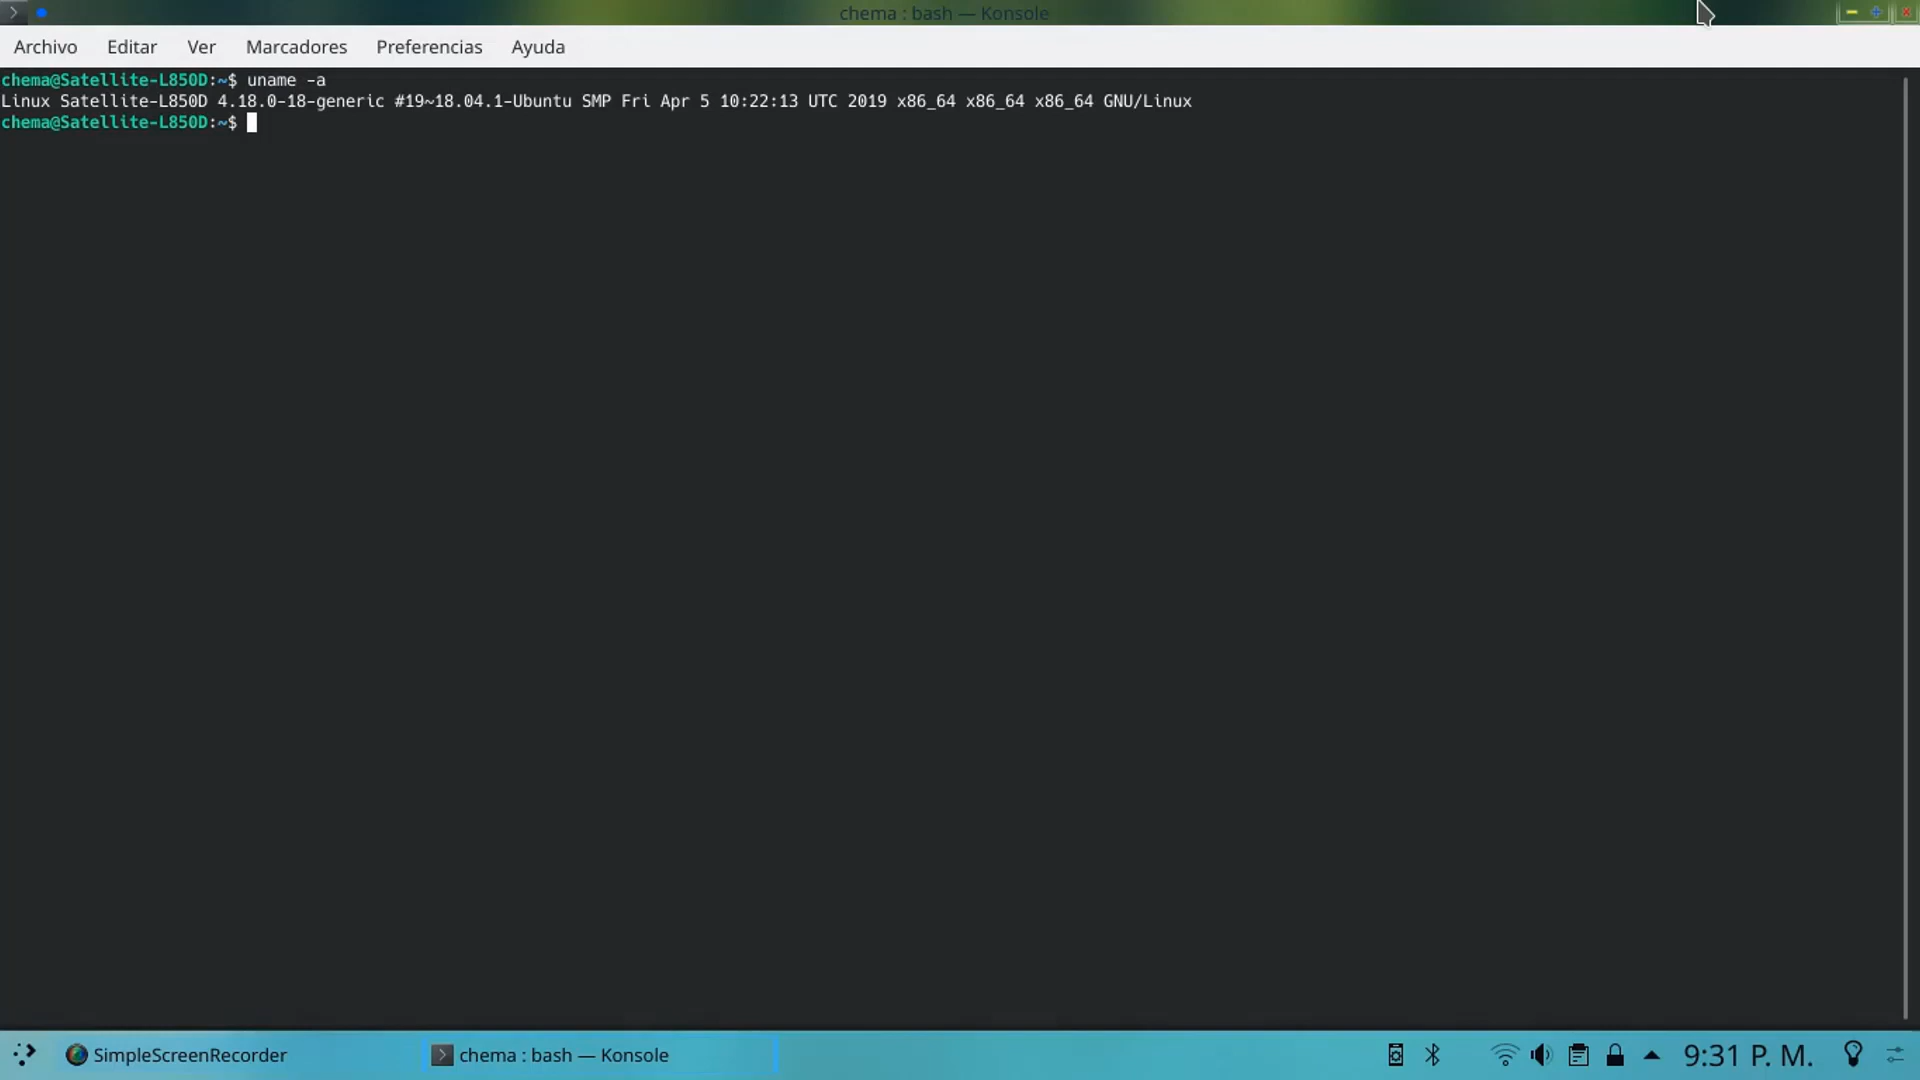 chema : bash — Konsole
Archivo Editar Ver Marcadores Preferencias Ayuda
chema@Satellite-L850D:~$ uname -a
Linux Satellite-L850D 4.18.0-18-generic #19~18.04.1-Ubuntu SMP Fri Apr 5 10:22:13 UTC 2019 x86_64 x86_64 x86_64 GNU/Linux
chema@Satellite-L850D:~$
SimpleScreenRecorder chema : bash — Konsole 9:31 P. M.